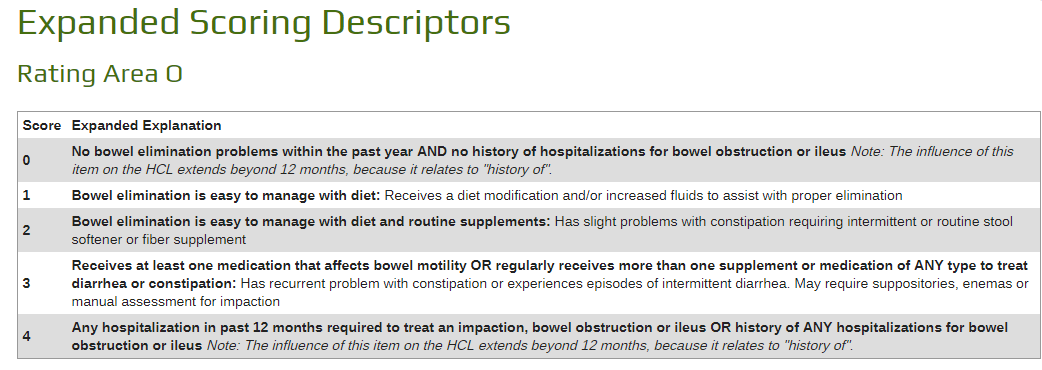 Expanded Scoring Descriptors
Rating Area O
Score Expanded Explanation
0 No bowel elimination problems within the past year AND no history of hospitalizations for bowel obstruction or ileus Note: The influence of this
item on the HCL extends beyond 12 months, because it relates to "history of".
1 Bowel elimination is easy to manage with diet: Receives a diet modification and/or increased fluids to assist with proper elimination
2 Bowel elimination is easy to manage with diet and routine supplements: Has slight problems with constipation requiring intermittent or routine stool
softener or fiber supplement
3 Receives at least one medication that affects bowel motility OR regularly receives more than one supplement or medication of ANY type to treat
diarrhea or constipation: Has recurrent problem with constipation or experiences episodes of intermittent diarrhea. May require suppositories, enemas or
manual assessment for impaction
4 Any hospitalization in past 12 months required to treat an impaction, bowel obstruction or ileus OR history of ANY hospitalizations for bowel
obstruction or ileus Note: The influence of this item on the HCL extends beyond 12 months, because it relates to "history of".